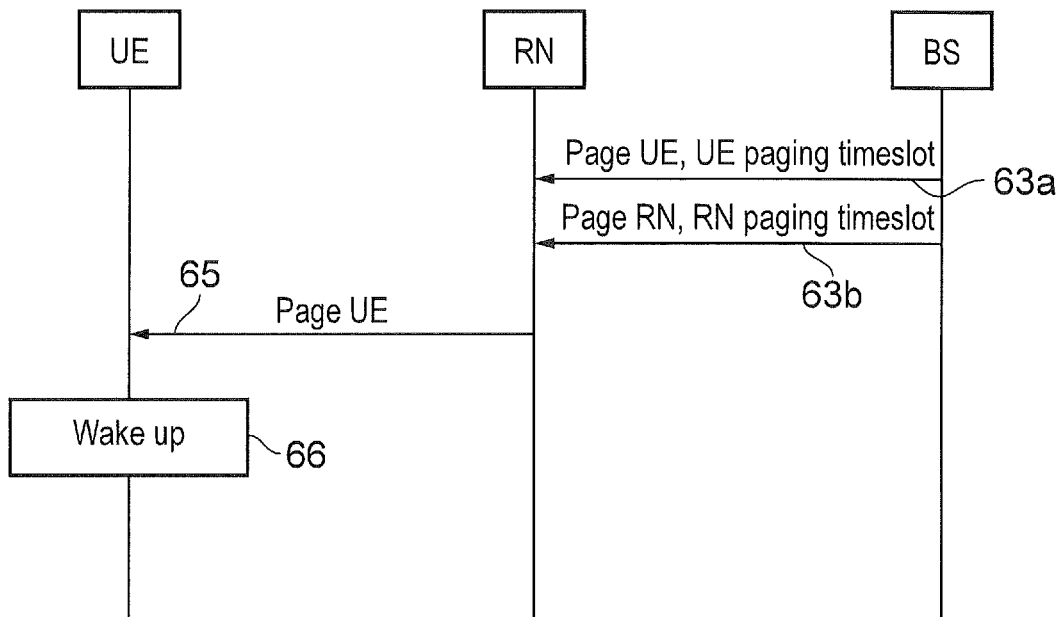 UE
RN
BS
Page UE, UE paging timeslot
63a
Page RN, RN paging timeslot
63b
65
Page UE
Wake up
66